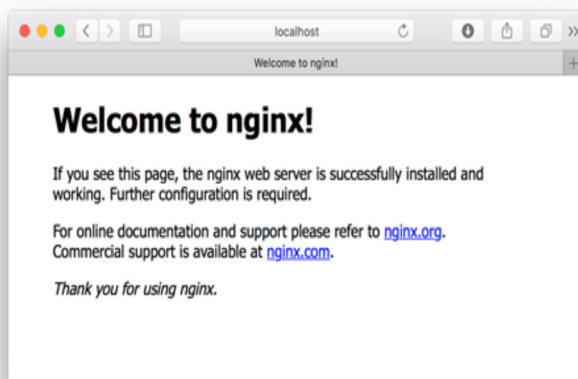 localhost
Welcome to nginx!
Welcome to nginx!
If you see this page, the nginx web server is successfully installed and
working. Further configuration is required.
For online documentation and support please refer to nginx.org.
Commercial support is available at nginx.com.
Thank you for using nginx.